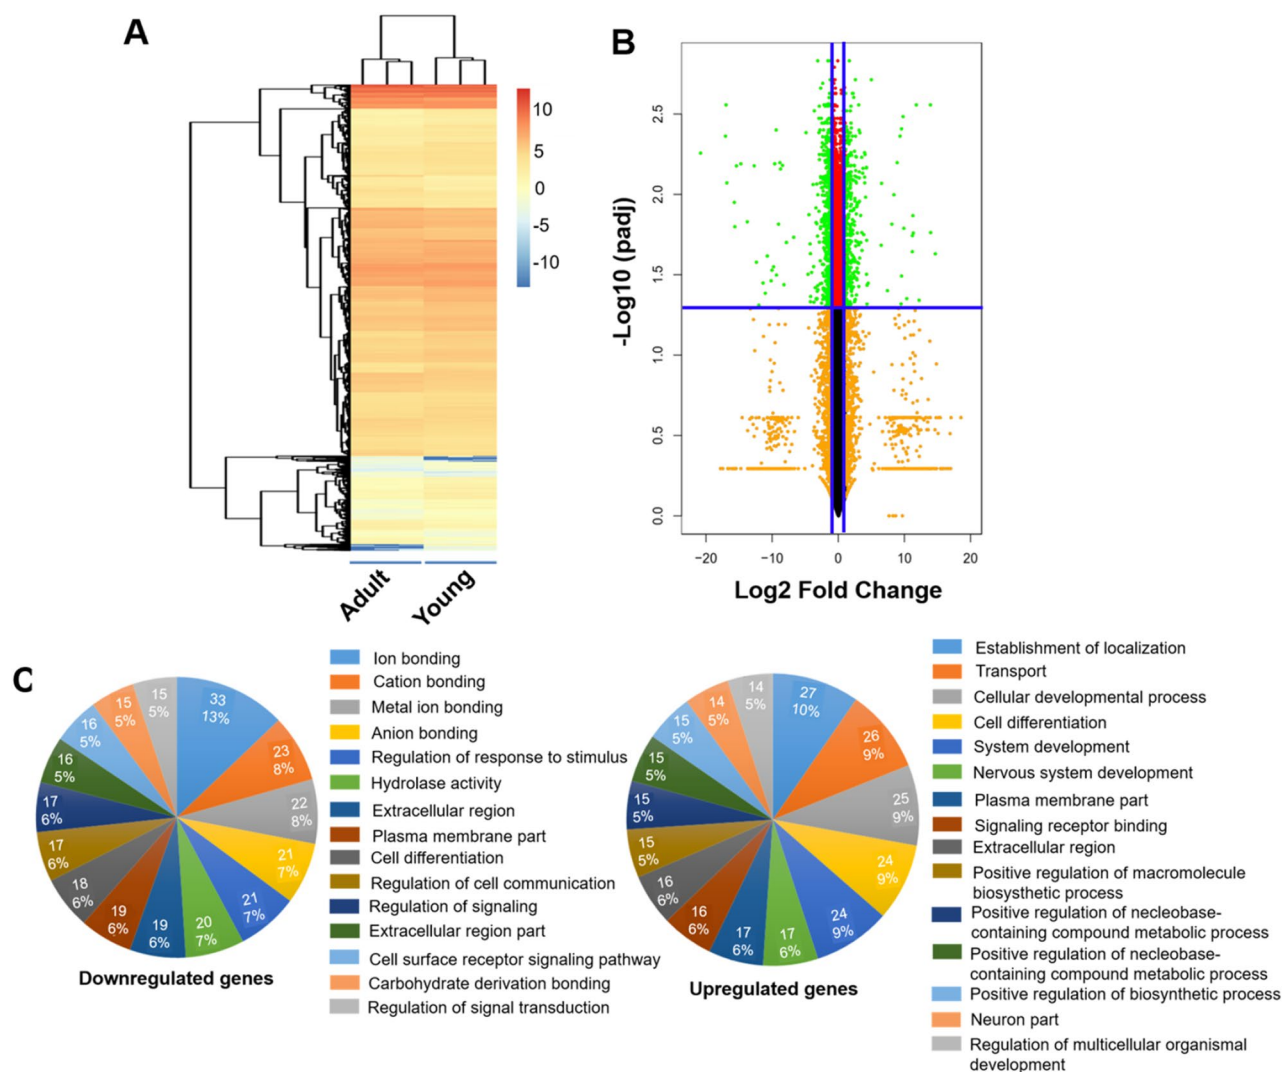 A
10
5
0
-5
-10
Adult
Young
B
-Log10 (padj)
2.5
2.0
1.5
1.0
0.5
0.0
−20
−10
0
10
20
Log2 Fold Change
C
33
13%
23
8%
22
8%
21
7%
21
7%
20
7%
19
6%
19
6%
18
6%
17
6%
17
6%
16
5%
16
5%
15
5%
15
5%
Downregulated genes
Ion bonding
Cation bonding
Metal ion bonding
Anion bonding
Regulation of response to stimulus
Hydrolase activity
Extracellular region
Plasma membrane part
Cell differentiation
Regulation of cell communication
Regulation of signaling
Extracellular region part
Cell surface receptor signaling pathway
Carbohydrate derivation bonding
Regulation of signal transduction
27
10%
26
9%
25
9%
24
9%
24
9%
17
6%
17
6%
16
6%
16
6%
15
5%
15
5%
15
5%
15
5%
14
5%
14
5%
Upregulated genes
Establishment of localization
Transport
Cellular developmental process
Cell differentiation
System development
Nervous system development
Plasma membrane part
Signaling receptor binding
Extracellular region
Positive regulation of macromolecule
biosynthetic process
Positive regulation of necleobase-
containing compound metabolic process
Positive regulation of necleobase-
containing compound metabolic process
Positive regulation of biosynthetic process
Neuron part
Regulation of multicellular organismal
development